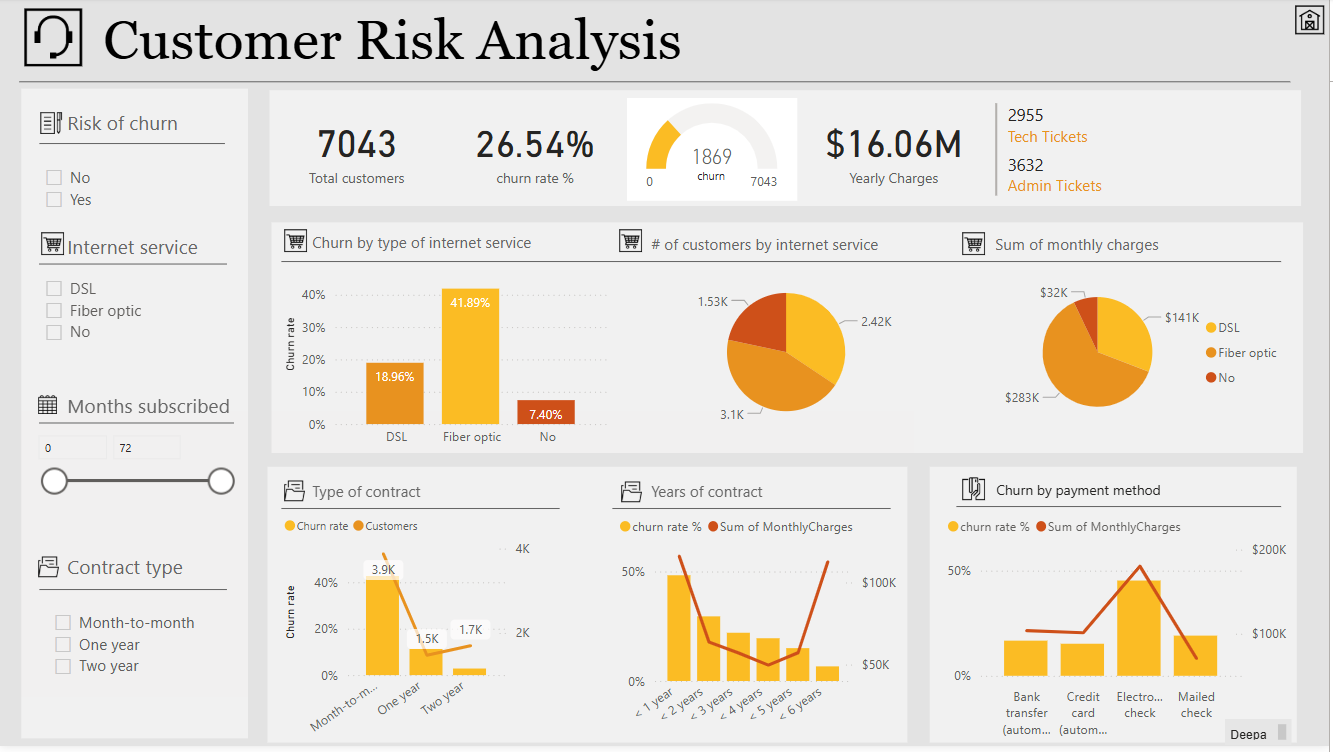 Customer Risk Analysis
Risk of churn
No
Yes
Internet service
DSL
Fiber optic
No
Months subscribed
0 72
Contract type
Month-to-month
One year
Two year
7043
Total customers
26.54%
churn rate %
1869
churn
0 7043
$16.06M
Yearly Charges
2955
Tech Tickets
3632
Admin Tickets
Churn by type of internet service
Churn rate
40%
30%
20%
10%
0%
41.89%
18.96%
7.40%
DSL Fiber optic No
# of customers by internet service
1.53K
2.42K
3.1K
Sum of monthly charges
$32K
$141K
$283K
DSL
Fiber optic
No
Type of contract
Churn rate Customers
Churn rate
40%
20%
0%
4K
2K
3.9K
1.5K
1.7K
Month-to-m... One year Two year
Years of contract
churn rate % Sum of MonthlyCharges
50%
0%
$100K
$50K
< 1 year < 2 years < 3 years < 4 years < 5 years < 6 years
Churn by payment method
churn rate % Sum of MonthlyCharges
50%
0%
$200K
$100K
Bank
transfer
(autom...
Credit
card
(autom...
Electro...
check
Mailed
check
Deepa